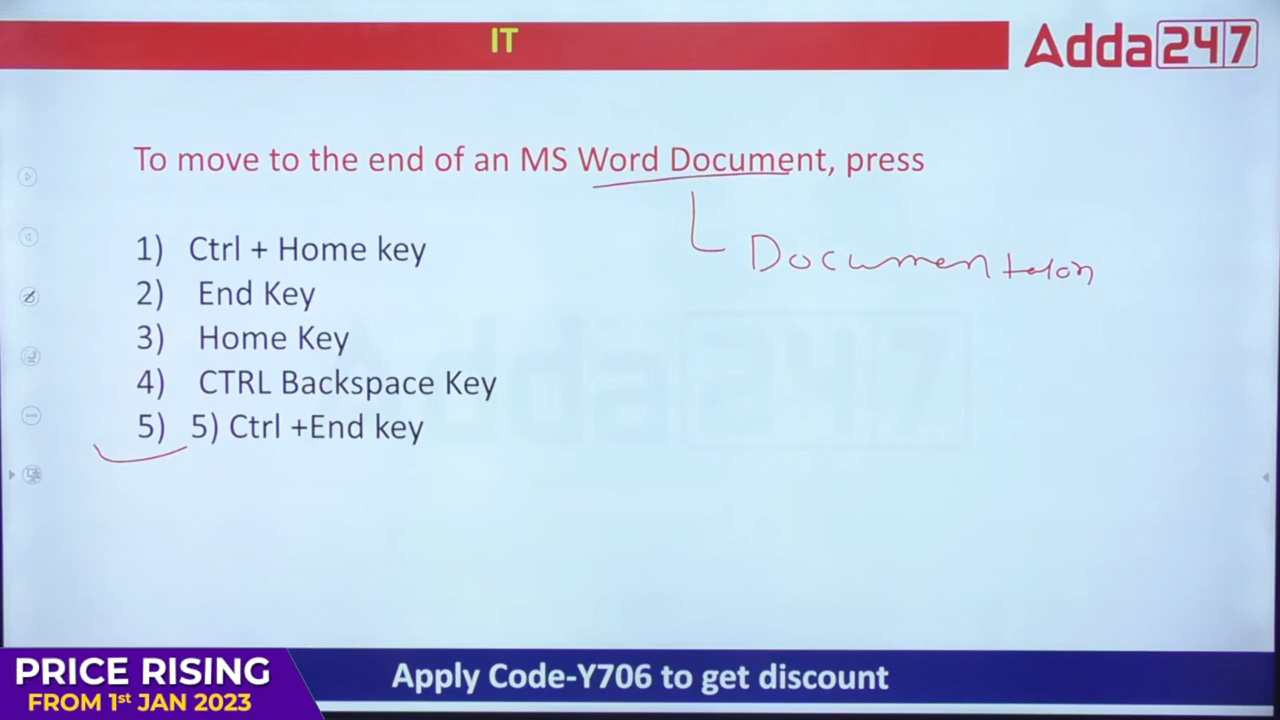 IT
Adda247
To move to the end of an MS Word Document, press
Documentation
1) Ctrl + Home key
2) End Key
3) Home Key
4) CTRL Backspace Key
5) 5) Ctrl +End key
Adda247
PRICE RISING
FROM 1st JAN 2023
Apply Code-Y706 to get discount